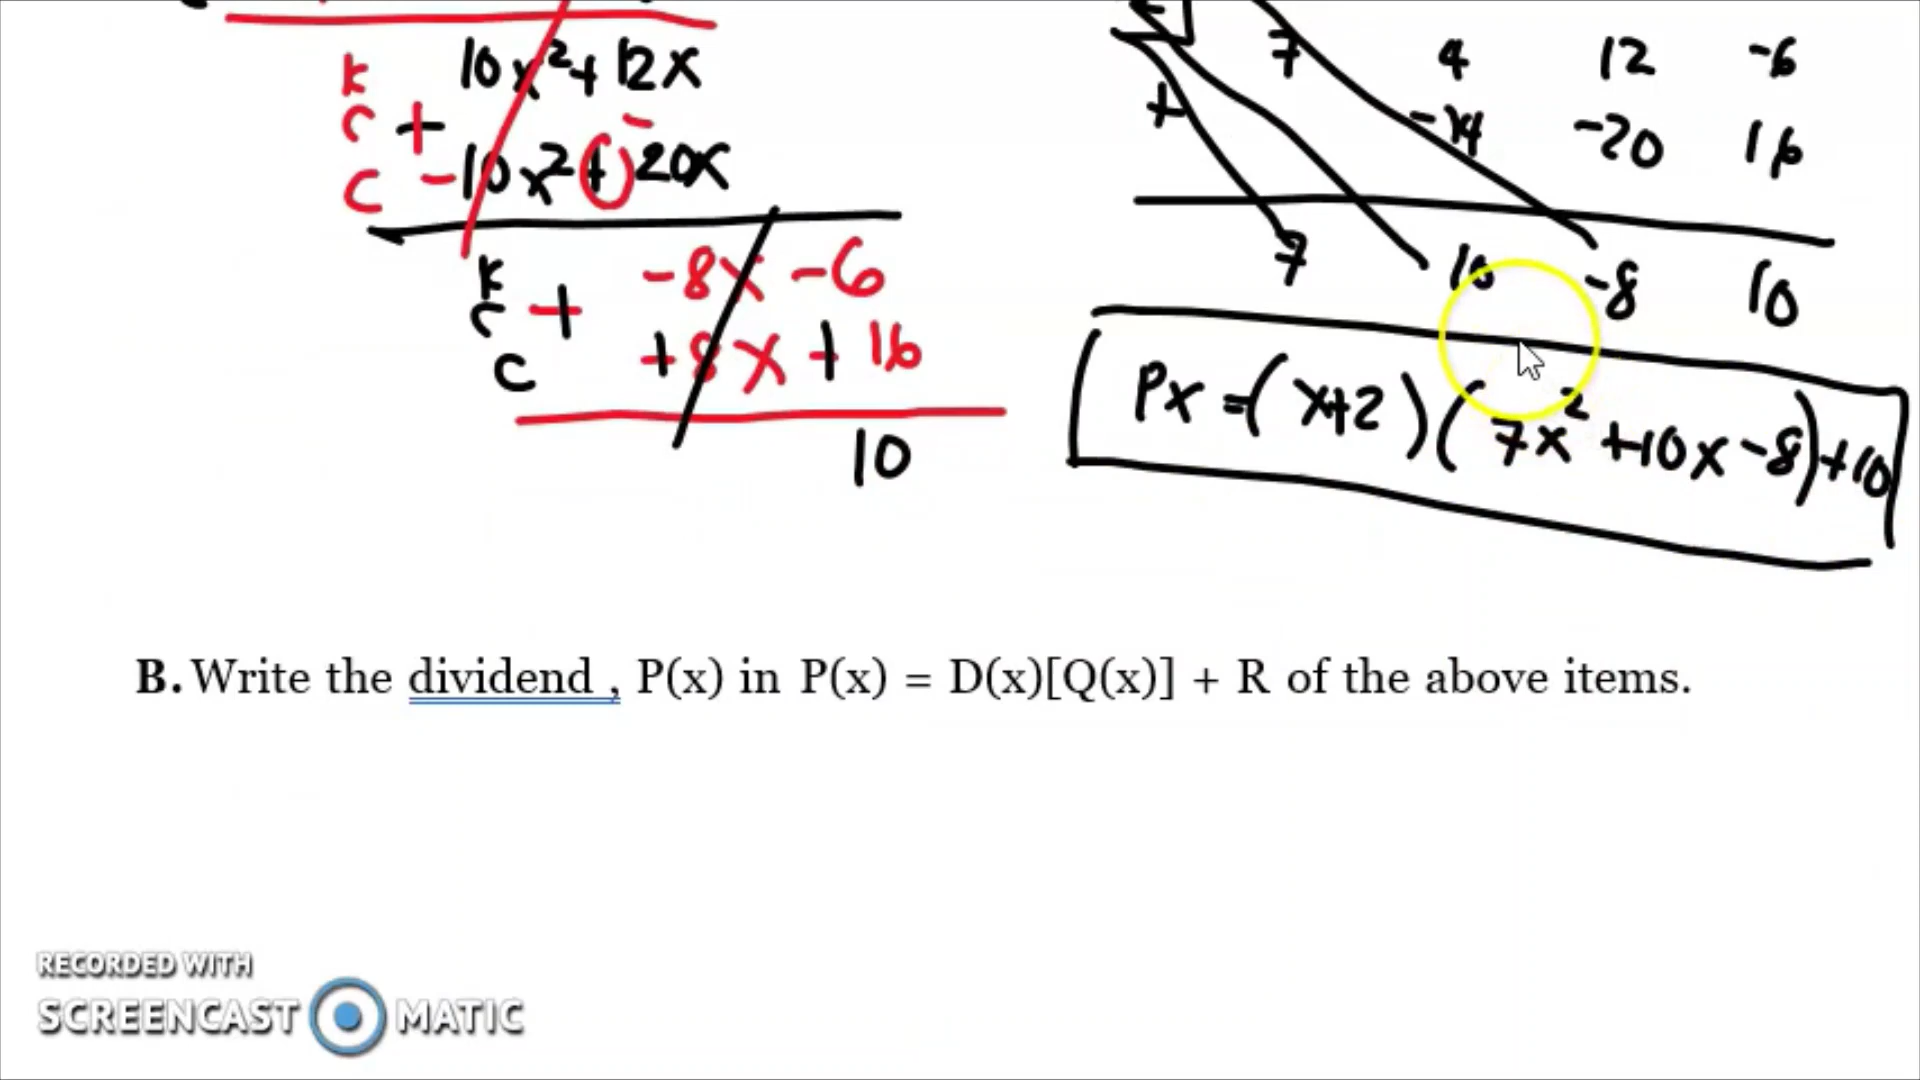 10x²+12x
K
C +
-10x²+ 20x
-
C
K
-8x -6
C +
+8x + 16
C
10
7 4 12 -6
+ -14 -20 16
7 10 -8 10
Px =(x+2)(7x²+10x-8)+10
B. Write the dividend , P(x) in P(x) = D(x)[Q(x)] + R of the above items.
RECORDED WITH
SCREENCAST MATIC